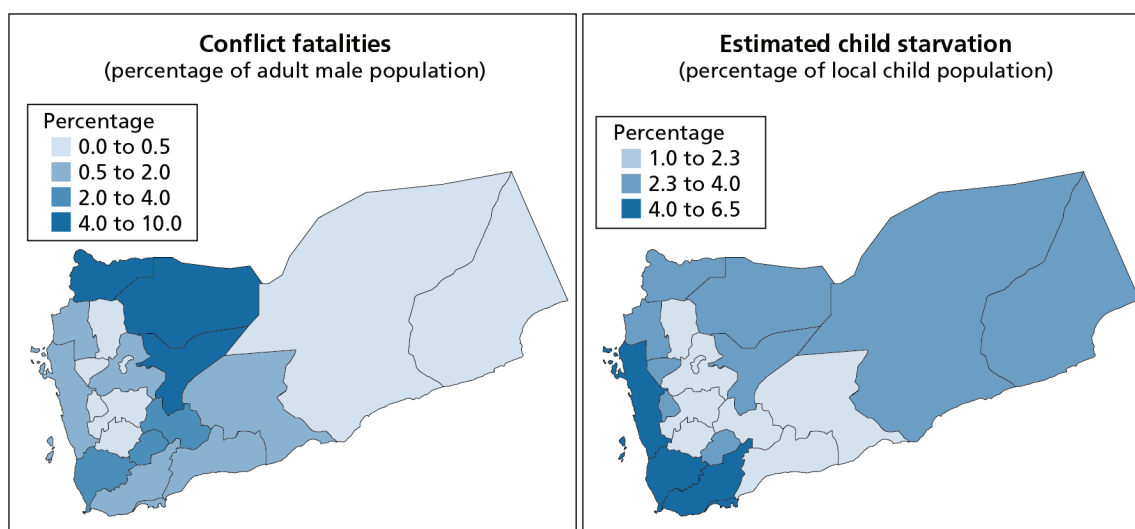 Conflict fatalities
(percentage of adult male population)
Percentage
0.0 to 0.5
0.5 to 2.0
2.0 to 4.0
4.0 to 10.0
Estimated child starvation
(percentage of local child population)
Percentage
1.0 to 2.3
2.3 to 4.0
4.0 to 6.5